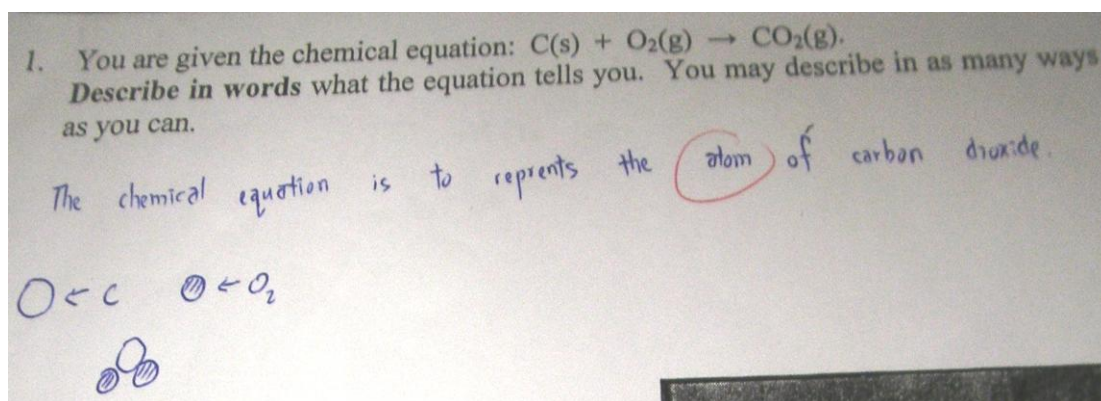 1. You are given the chemical equation: C(s) + O₂(g) → CO₂(g).
Describe in words what the equation tells you. You may describe in as many ways
as you can.
The chemical equation is to reprents the atom of carbon dioxide.
O ← C O ← O₂